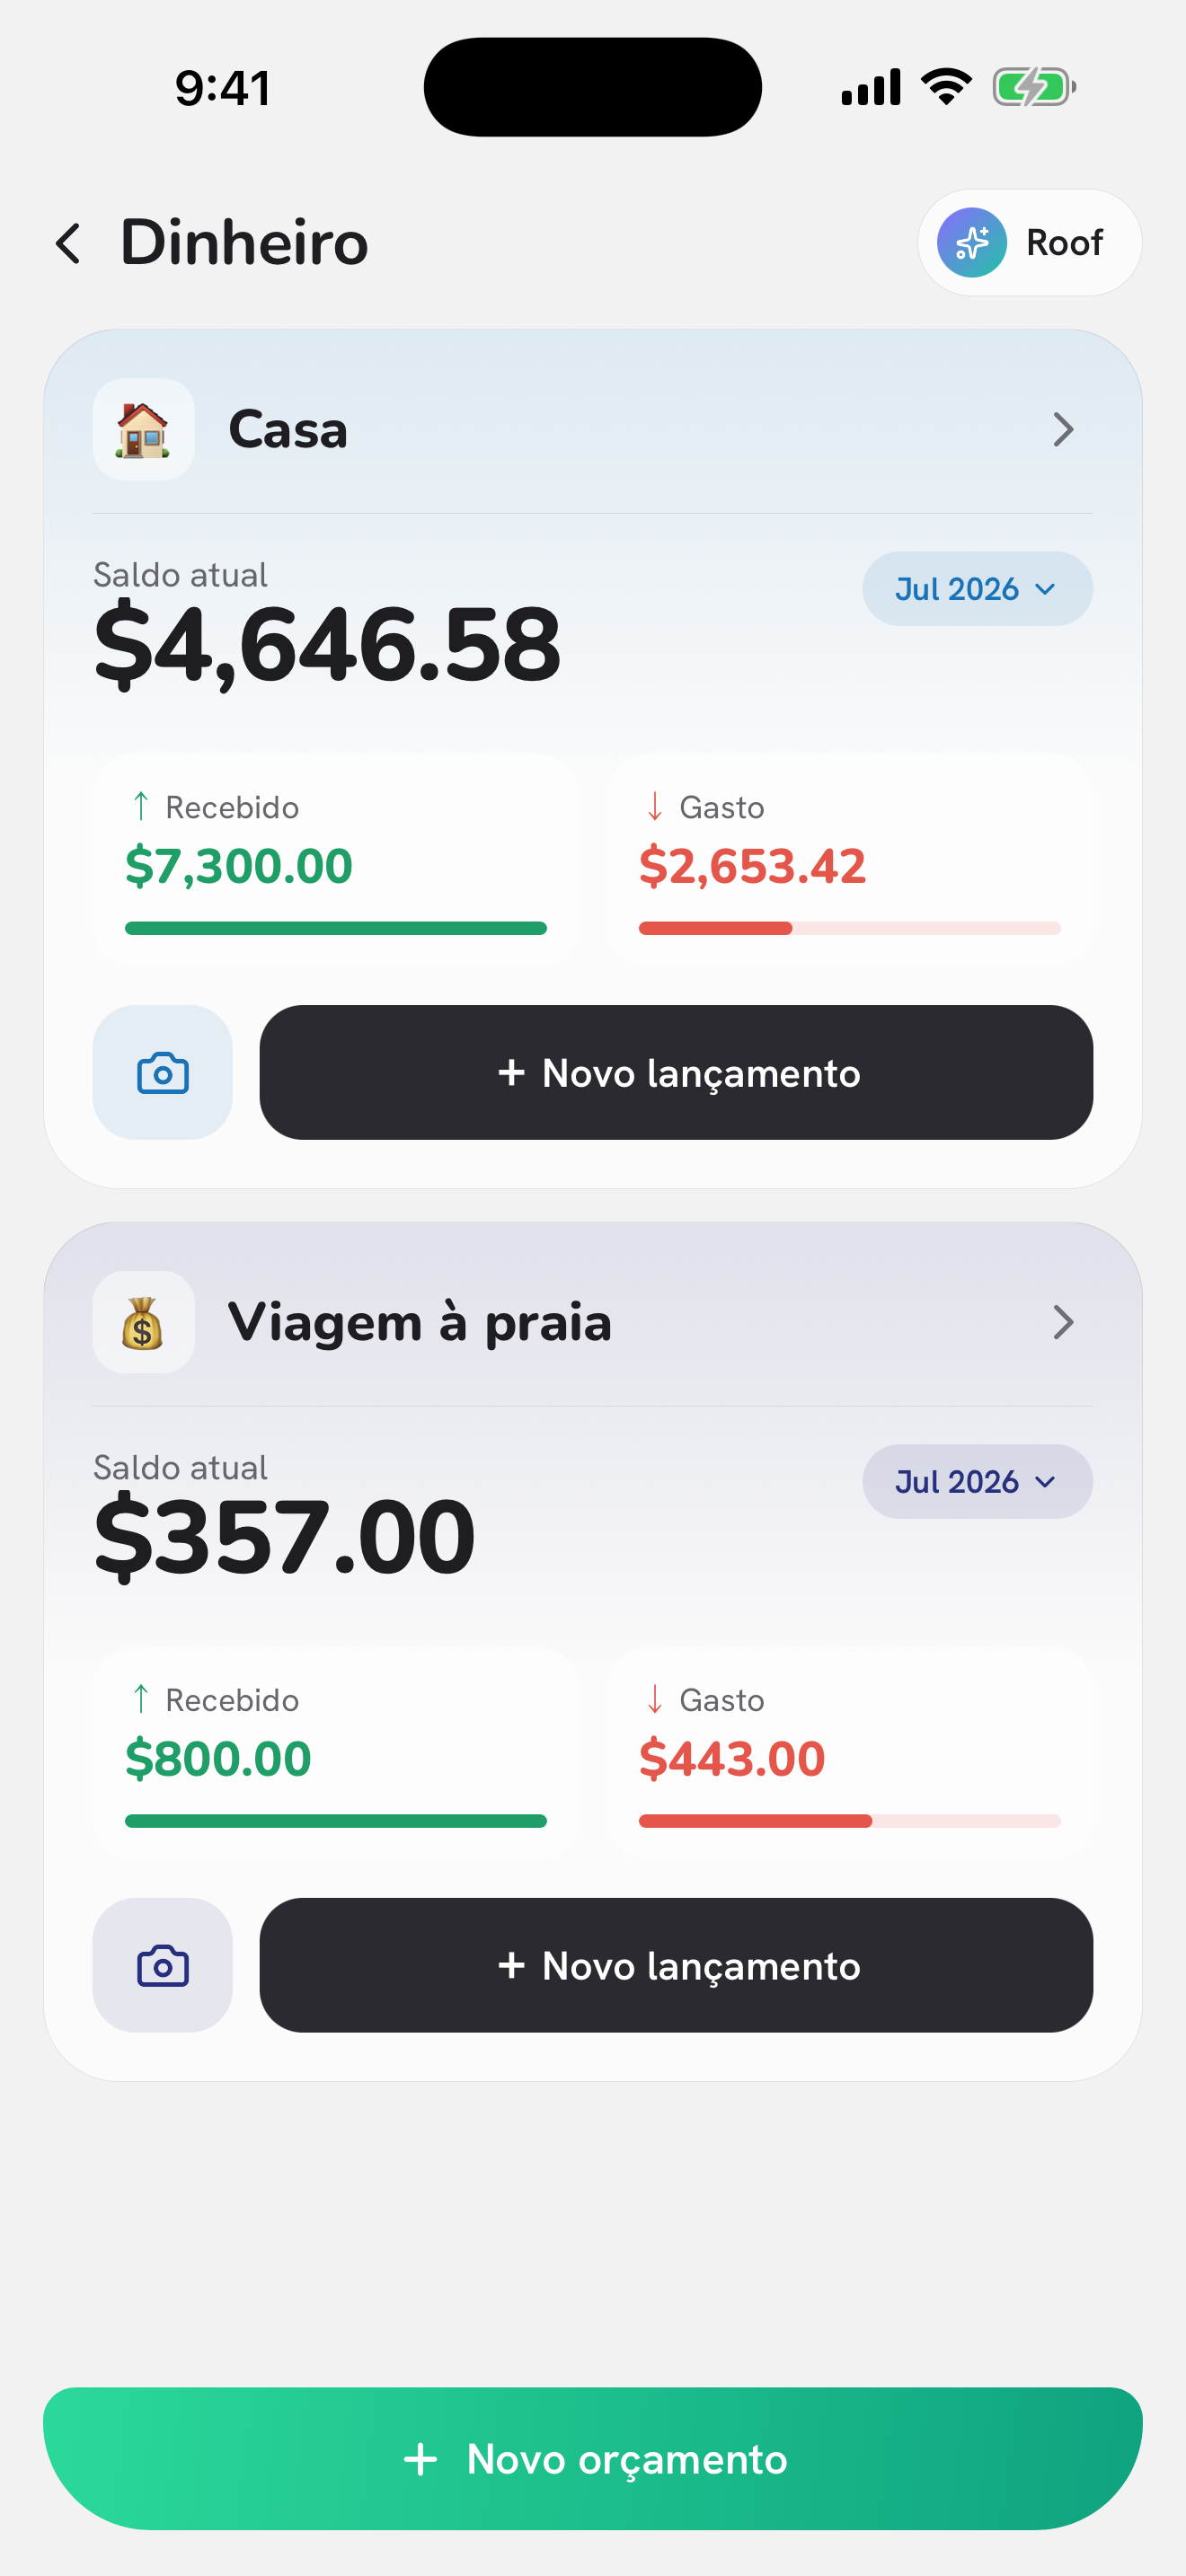 9:41
Dinheiro
Roof
Casa
Saldo atual
Jul 2026
$4,646.58
↑ Recebido
$7,300.00
↓ Gasto
$2,653.42
+ Novo lançamento
Viagem à praia
Saldo atual
Jul 2026
$357.00
↑ Recebido
$800.00
↓ Gasto
$443.00
+ Novo lançamento
+ Novo orçamento